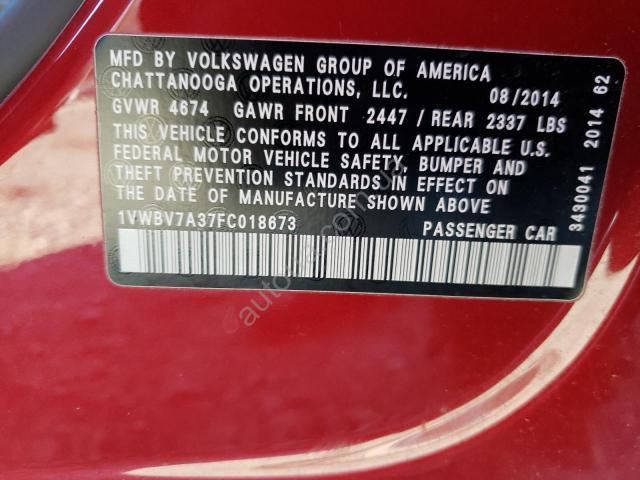 MFD BY VOLKSWAGEN GROUP OF AMERICA
CHATTANOOGA OPERATIONS, LLC. 08/2014
GVWR 4674 GAWR FRONT 2447/REAR 2337 LBS
THIS VEHICLE CONFORMS TO ALL APPLICABLE U.S.
FEDERAL MOTOR VEHICLE SAFETY, BUMPER AND
THEFT PREVENTION STANDARDS IN EFFECT ON
THE DATE OF MANUFACTURE SHOWN ABOVE
1VWBV7A37FC018673 PASSENGER CAR
3430041 2014 62